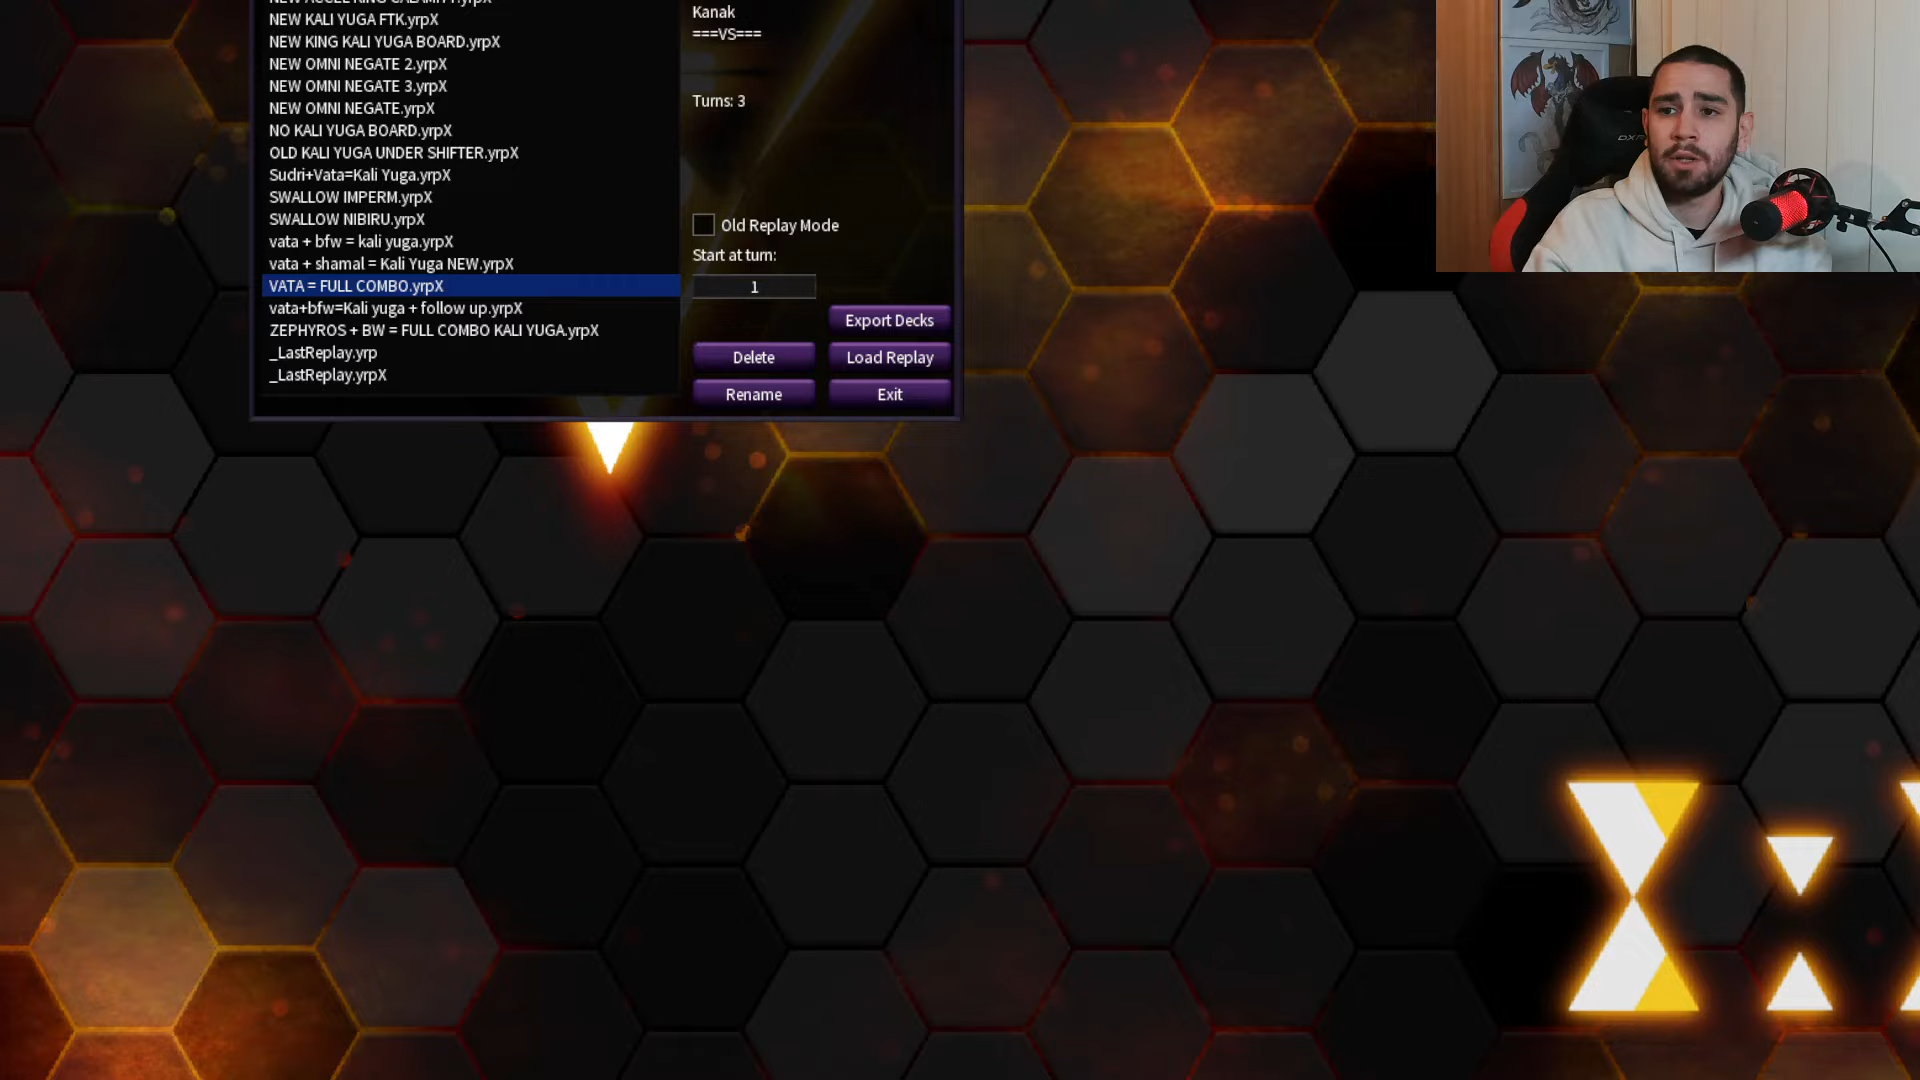 NEW KALI YUGA FTK.yrpX
NEW KING KALI YUGA BOARD.yrpX
NEW OMNI NEGATE 2.yrpX
NEW OMNI NEGATE 3.yrpX
NEW OMNI NEGATE.yrpX
NO KALI YUGA BOARD.yrpX
OLD KALI YUGA UNDER SHIFTER.yrpX
Sudri+Vata=Kali Yuga.yrpX
SWALLOW IMPERM.yrpX
SWALLOW NIBIRU.yrpX
vata + bfw = kali yuga.yrpX
vata + shamal = Kali Yuga NEW.yrpX
VATA = FULL COMBO.yrpX
vata+bfw=Kali yuga + follow up.yrpX
ZEPHYROS + BW = FULL COMBO KALI YUGA.yrpX
_LastReplay.yrp
_LastReplay.yrpX
Kanak
===VS===
Turns: 3
Old Replay Mode
Start at turn:
1
Export Decks
Delete
Load Replay
Rename
Exit